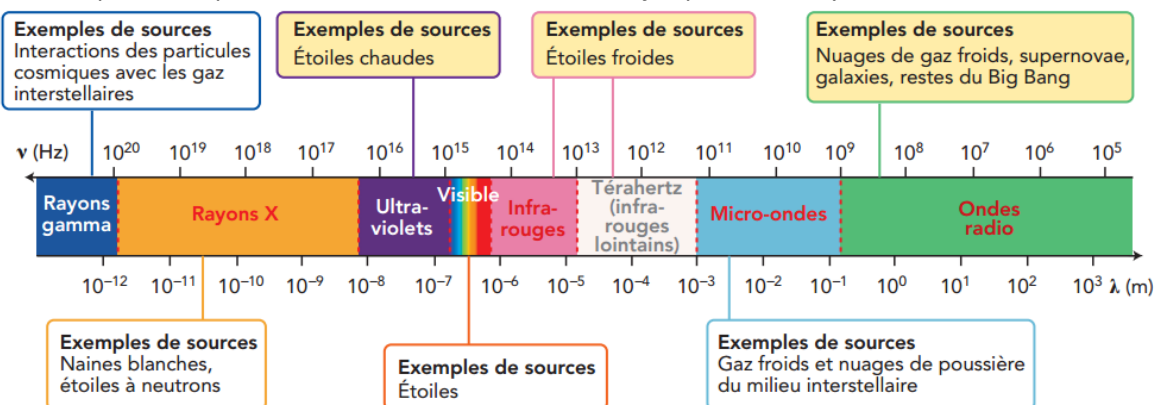 Exemples de sources
Interactions des particules
cosmiques avec les gaz
interstellaires
Exemples de sources
Étoiles chaudes
Exemples de sources
Étoiles froides
Exemples de sources
Nuages de gaz froids, supernovae,
galaxies, restes du Big Bang
ν (Hz) 10²⁰ 10¹⁹ 10¹⁸ 10¹⁷ 10¹⁶ 10¹⁵ 10¹⁴ 10¹³ 10¹² 10¹¹ 10¹⁰ 10⁹ 10⁸ 10⁷ 10⁶ 10⁵
Rayons
gamma
Rayons X
Ultra-
violets
Visible
Infra-
rouges
Térahertz
(infra-
rouges
lointains)
Micro-ondes
Ondes
radio
10⁻¹² 10⁻¹¹ 10⁻¹⁰ 10⁻⁹ 10⁻⁸ 10⁻⁷ 10⁻⁶ 10⁻⁵ 10⁻⁴ 10⁻³ 10⁻² 10⁻¹ 10⁰ 10¹ 10² 10³ λ (m)
Exemples de sources
Naines blanches,
étoiles à neutrons
Exemples de sources
Étoiles
Exemples de sources
Gaz froids et nuages de poussière
du milieu interstellaire